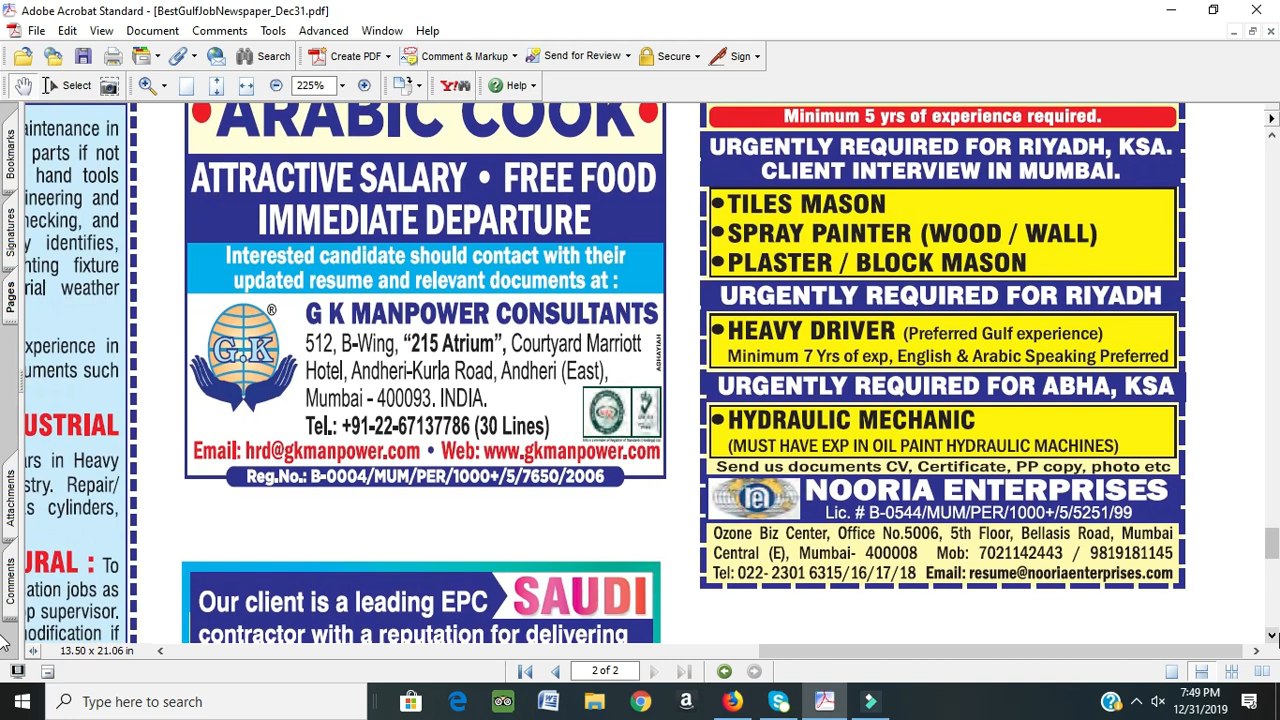 Adobe Acrobat Standard - [BestGulfJobNewspaper_Dec31.pdf]
File Edit View Document Comments Tools Advanced Window Help
Search Create PDF Comment & Markup Send for Review Secure Sign
Select 225% Y! Help
Bookmarks
Signatures
Pages
Attachments
Comments
aintenance in
parts if not
hand tools
ineering and
hecking, and
y identifies,
nting fixture
rial weather
xperience in
uments such
USTRIAL
ars in Heavy
stry. Repair/
s cylinders,
URAL : To
ation jobs as
op supervisor.
nodification if
• ARABIC COOK •
ATTRACTIVE SALARY • FREE FOOD
IMMEDIATE DEPARTURE
Interested candidate should contact with their
updated resume and relevant documents at :
G.K
®
G K MANPOWER CONSULTANTS
512, B-Wing, "215 Atrium", Courtyard Marriott
Hotel, Andheri-Kurla Road, Andheri (East),
Mumbai - 400093. INDIA.
Tel.: +91-22-67137786 (30 Lines)
ADHAYIAH
Email: hrd@gkmanpower.com • Web: www.gkmanpower.com
Reg.No.: B-0004/MUM/PER/1000+/5/7650/2006
Our client is a leading EPC
SAUDI
contractor with a reputation for delivering
Minimum 5 yrs of experience required.
URGENTLY REQUIRED FOR RIYADH, KSA.
CLIENT INTERVIEW IN MUMBAI.
• TILES MASON
• SPRAY PAINTER (WOOD / WALL)
• PLASTER / BLOCK MASON
URGENTLY REQUIRED FOR RIYADH
• HEAVY DRIVER (Preferred Gulf experience)
Minimum 7 Yrs of exp, English & Arabic Speaking Preferred
URGENTLY REQUIRED FOR ABHA, KSA
• HYDRAULIC MECHANIC
(MUST HAVE EXP IN OIL PAINT HYDRAULIC MACHINES)
Send us documents CV, Certificate, PP copy, photo etc
NOORIA ENTERPRISES
Lic. # B-0544/MUM/PER/1000+/5/5251/99
Ozone Biz Center, Office No.5006, 5th Floor, Bellasis Road, Mumbai
Central (E), Mumbai- 400008 Mob: 7021142443 / 9819181145
Tel: 022- 2301 6315/16/17/18 Email: resume@nooriaenterprises.com
13.50 x 21.06 in
2 of 2
Type here to search
7:49 PM
12/31/2019